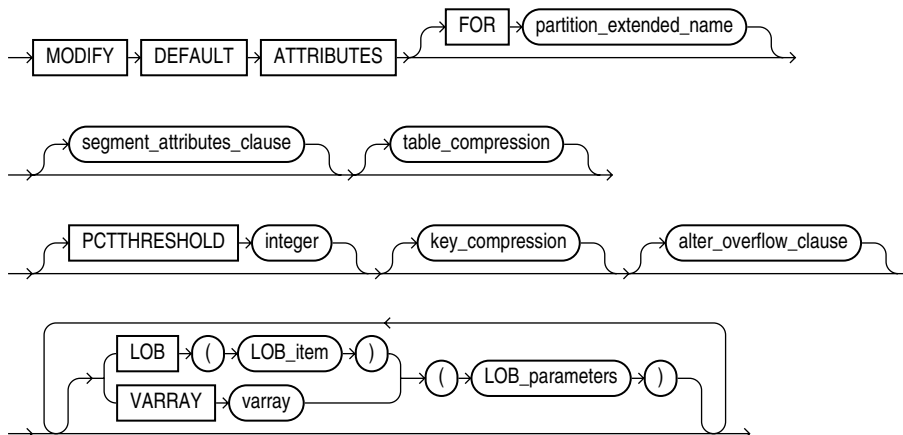 FOR partition_extended_name
MODIFY DEFAULT ATTRIBUTES
segment_attributes_clause table_compression
PCTTHRESHOLD integer key_compression alter_overflow_clause
LOB ( LOB_item )
( LOB_parameters )
VARRAY varray